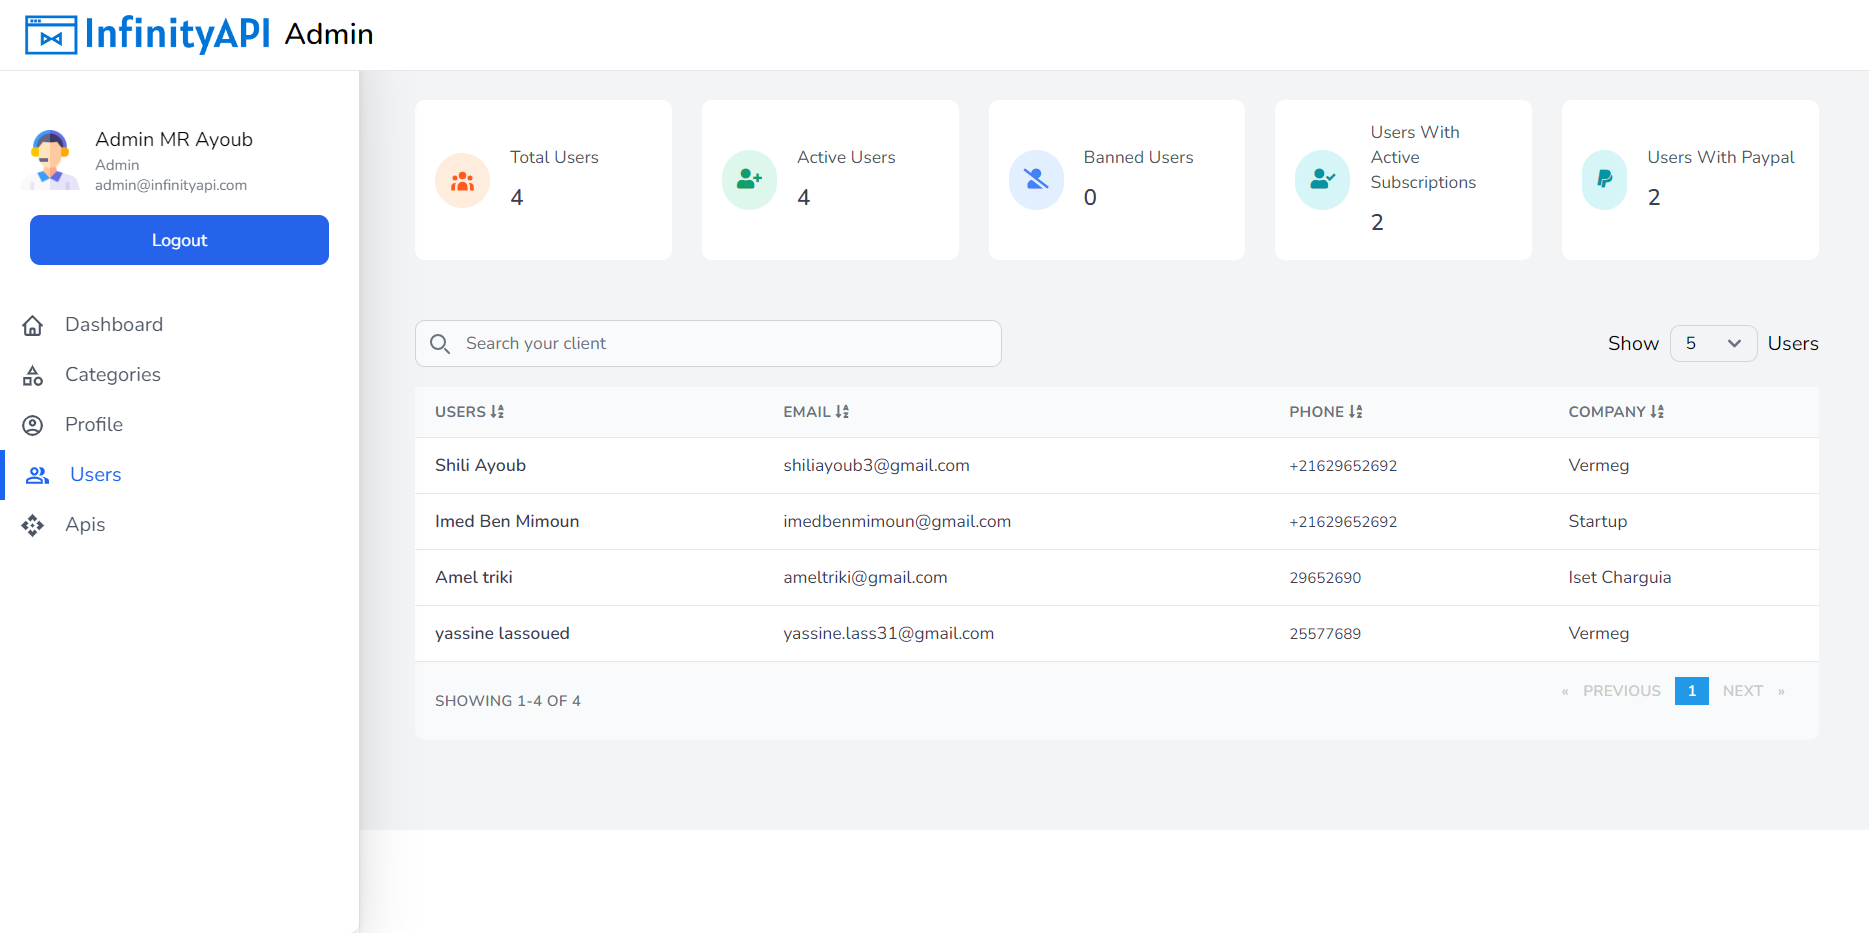 InfinityAPI Admin
Admin MR Ayoub
Admin
admin@infinityapi.com
Logout
Dashboard
Categories
Profile
Users
Apis
Total Users
4
Active Users
4
Banned Users
0
Users With
Active
Subscriptions
2
Users With Paypal
2
Search your client
Show 5 Users
USERS EMAIL PHONE COMPANY
Shili Ayoub shiliayoub3@gmail.com +21629652692 Vermeg
Imed Ben Mimoun imedbenmimoun@gmail.com +21629652692 Startup
Amel triki ameltriki@gmail.com 29652690 Iset Charguia
yassine lassoued yassine.lass31@gmail.com 25577689 Vermeg
SHOWING 1-4 OF 4
« PREVIOUS 1 NEXT »